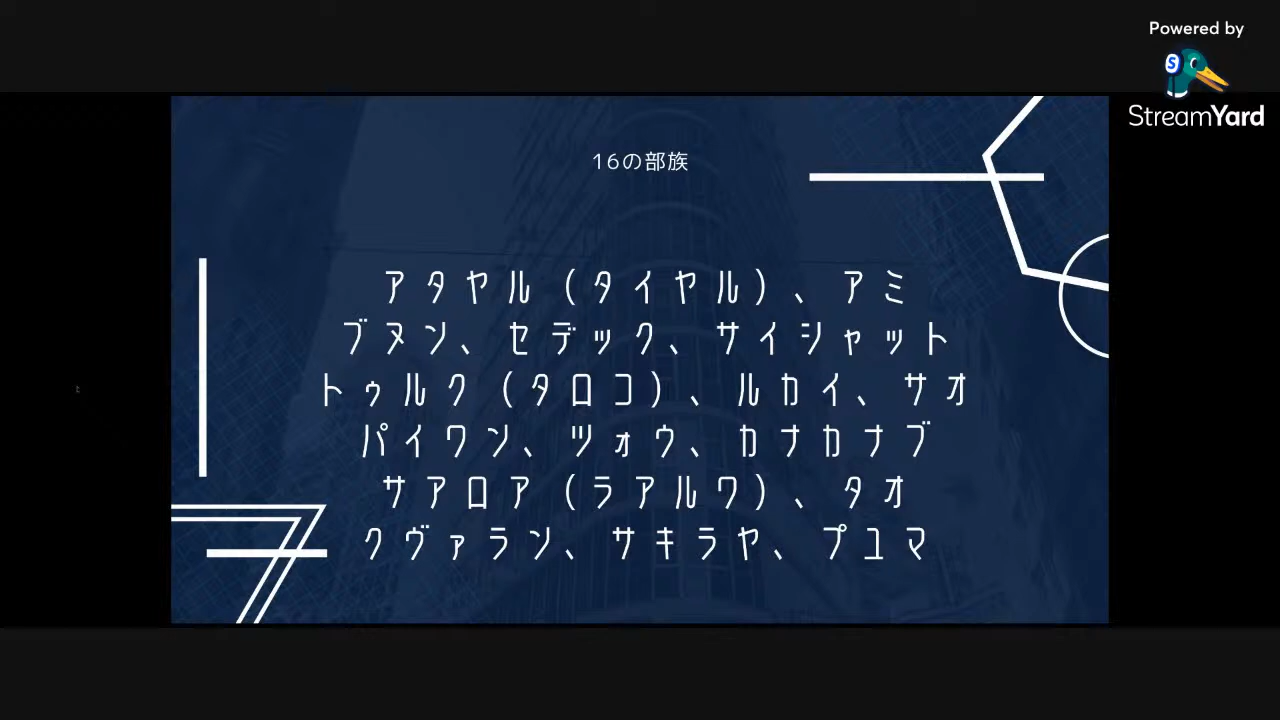 Powered by
StreamYard
16の部族
アタヤル（タイヤル）、アミ
ブヌン、セデック、サイシャット
トゥルク（タロコ）、ルカイ、サオ
パイワン、ツォウ、カナカナブ
サアロア（ラアルワ）、タオ
クヴァラン、サキラヤ、プユマ